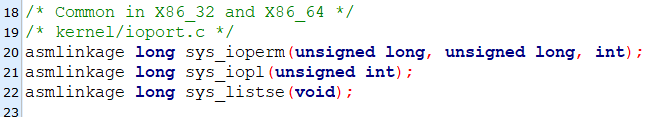 18 /* Common in X86_32 and X86_64 */
19 /* kernel/ioport.c */
20 asmlinkage long sys_ioperm(unsigned long, unsigned long, int);
21 asmlinkage long sys_iopl(unsigned int);
22 asmlinkage long sys_listse(void);
23